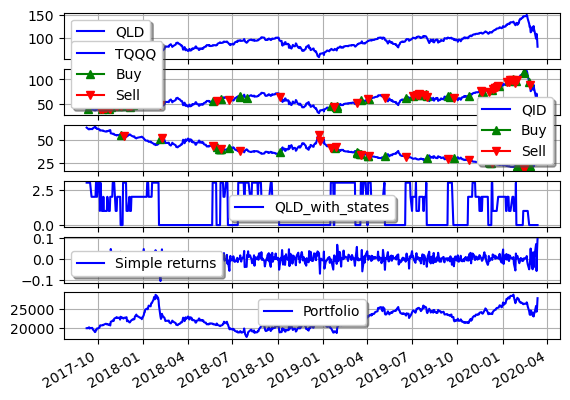 150
100
QLD
100
50
TQQQ
Buy
Sell
50
25
QID
Buy
Sell
2.5
0.0
QLD_with_states
0.1
0.0
−0.1
Simple returns
25000
20000
Portfolio
2017-10
2018-01
2018-04
2018-07
2018-10
2019-01
2019-04
2019-07
2019-10
2020-01
2020-04